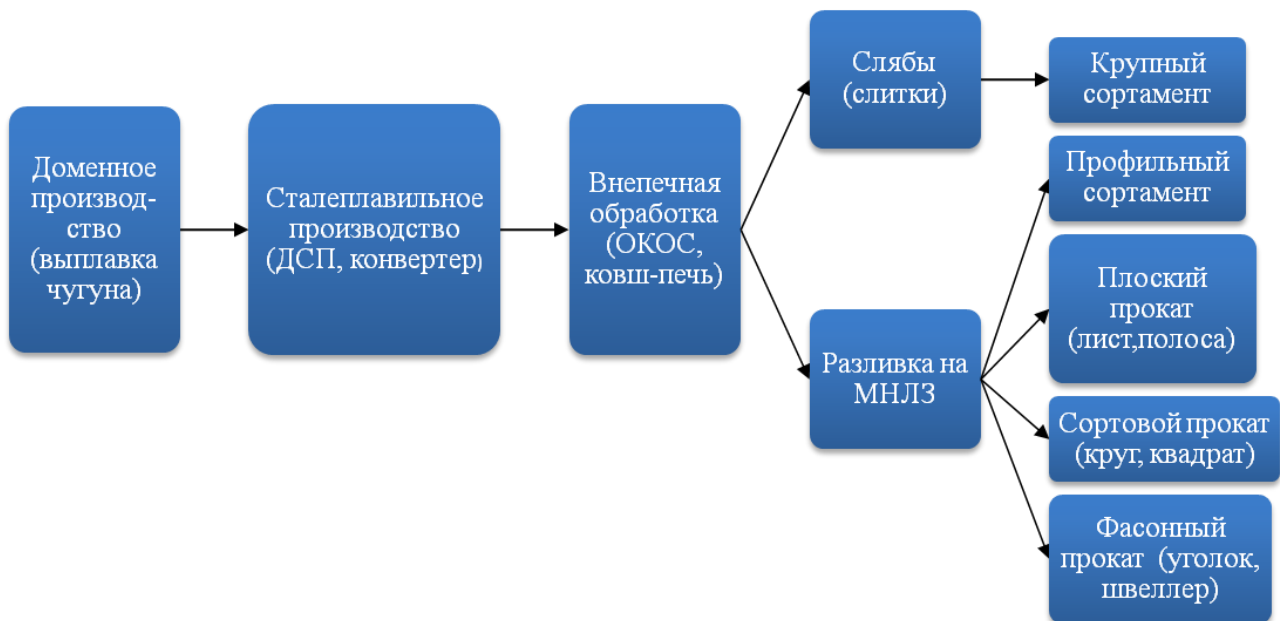 Доменное
производ-
ство
(выплавка
чугуна)
Сталеплавильное
производство
(ДСП, конвертер)
Внепечная
обработка
(ОКОС,
ковш-печь)
Слябы
(слитки)
Разливка на
МНЛЗ
Крупный
сортамент
Профильный
сортамент
Плоский
прокат
(лист,полоса)
Сортовой прокат
(круг, квадрат)
Фасонный
прокат (уголок,
швеллер)